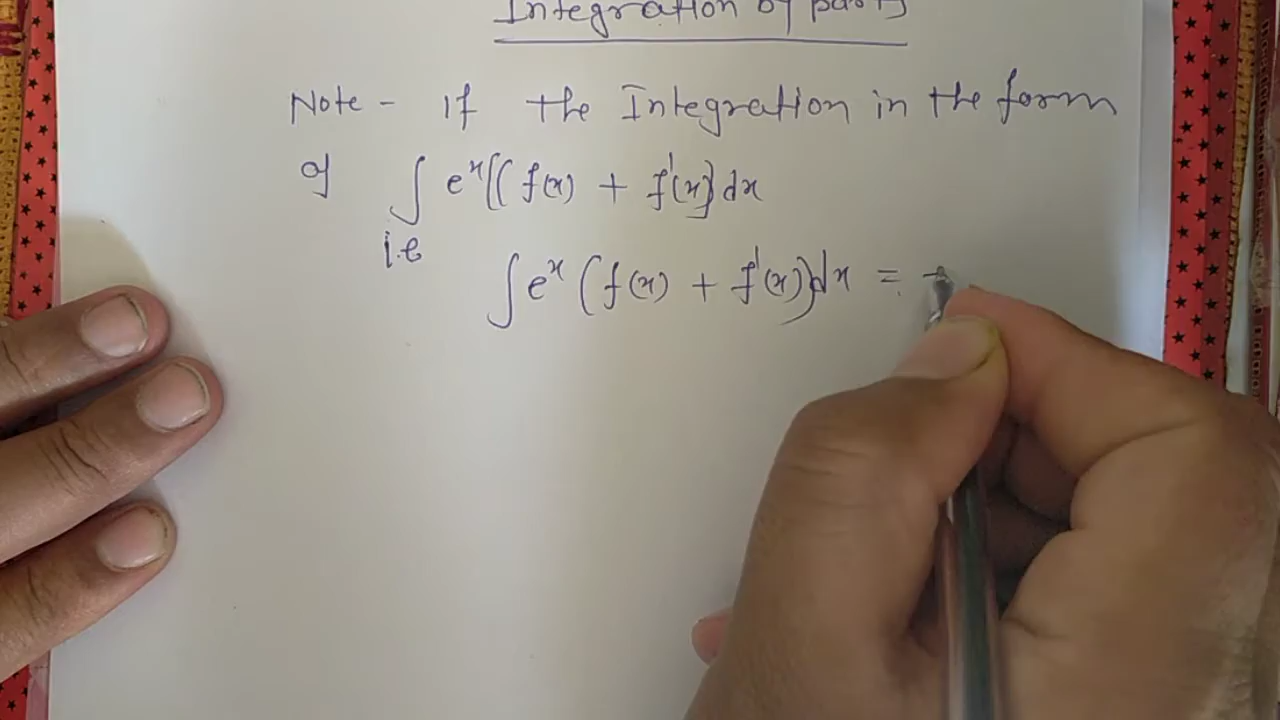 Integration by parts
Note - If the Integration in the form
of ∫ eˣ[(f(x) + f'(x)]dx
i.e
∫eˣ (f(x) + f'(x))dx =